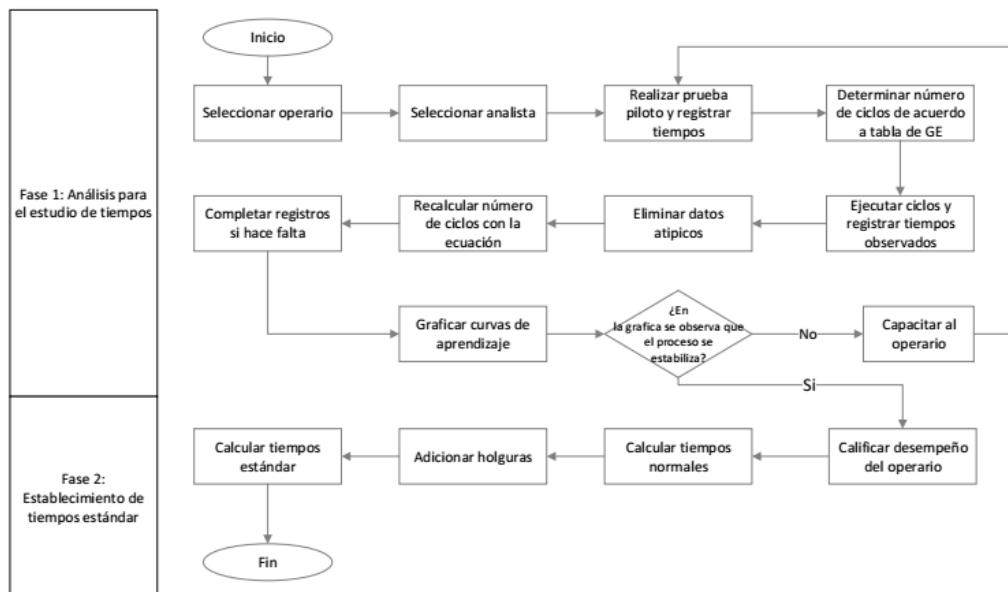 Inicio
Seleccionar operario
Seleccionar analista
Realizar prueba
piloto y registrar
tiempos
Determinar número
de ciclos de acuerdo
a tabla de GE
Fase 1: Análisis para
el estudio de tiempos
Completar registros
si hace falta
Recalcular número
de ciclos con la
ecuación
Eliminar datos
atipicos
Ejecutar ciclos y
registrar tiempos
observados
Graficar curvas de
aprendizaje
¿En
la grafica se observa que
el proceso se
estabiliza?
No
Capacitar al
operario
Si
Fase 2:
Establecimiento de
tiempos estándar
Calcular tiempos
estándar
Adicionar holguras
Calcular tiempos
normales
Calificar desempeño
del operario
Fin